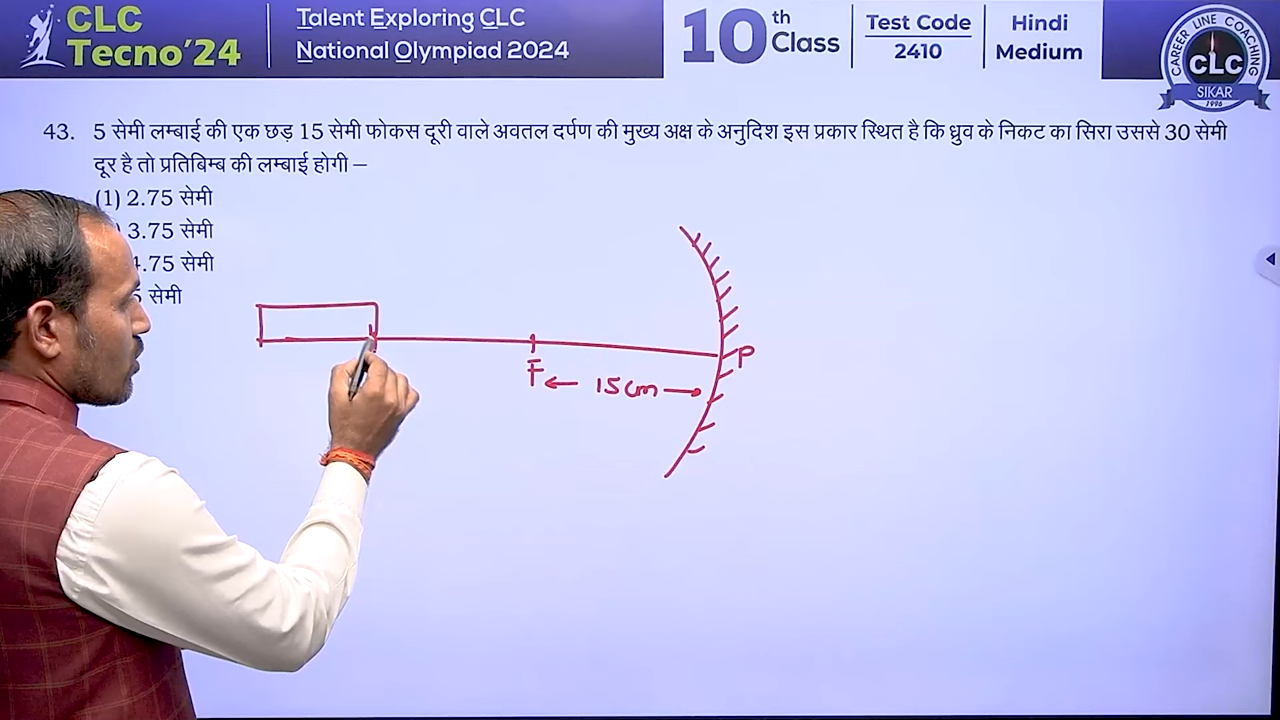 CLC
Tecno'24
Talent Exploring CLC
National Olympiad 2024
10th Class
Test Code
2410
Hindi
Medium
CAREER LINE COACHING
CLC
SIKAR
1996
43. 5 सेमी लम्बाई की एक छड़ 15 सेमी फोकस दूरी वाले अवतल दर्पण की मुख्य अक्ष के अनुदिश इस प्रकार स्थित है कि ध्रुव के निकट का सिरा उससे 30 सेमी
दूर है तो प्रतिबिम्ब की लम्बाई होगी –
(1) 2.75 सेमी
) 3.75 सेमी
4.75 सेमी
5 सेमी
P
F
15cm